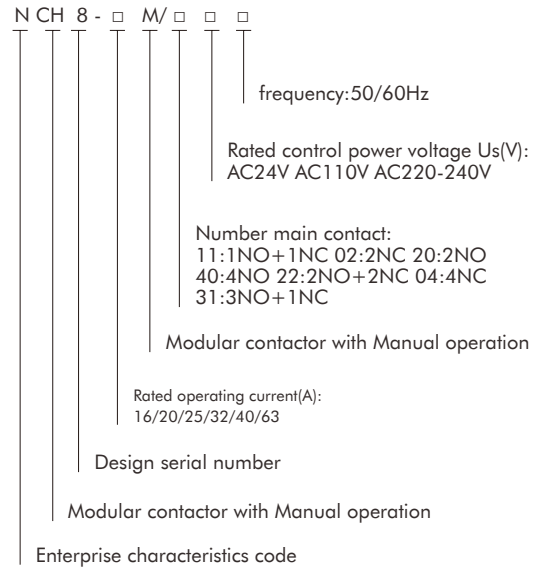 N CH 8 - □ M/ □ □ □
frequency:50/60Hz
Rated control power voltage Us(V):
AC24V AC110V AC220-240V
Number main contact:
11:1NO+1NC 02:2NC 20:2NO
40:4NO 22:2NO+2NC 04:4NC
31:3NO+1NC
Modular contactor with Manual operation
Rated operating current(A):
16/20/25/32/40/63
Design serial number
Modular contactor with Manual operation
Enterprise characteristics code